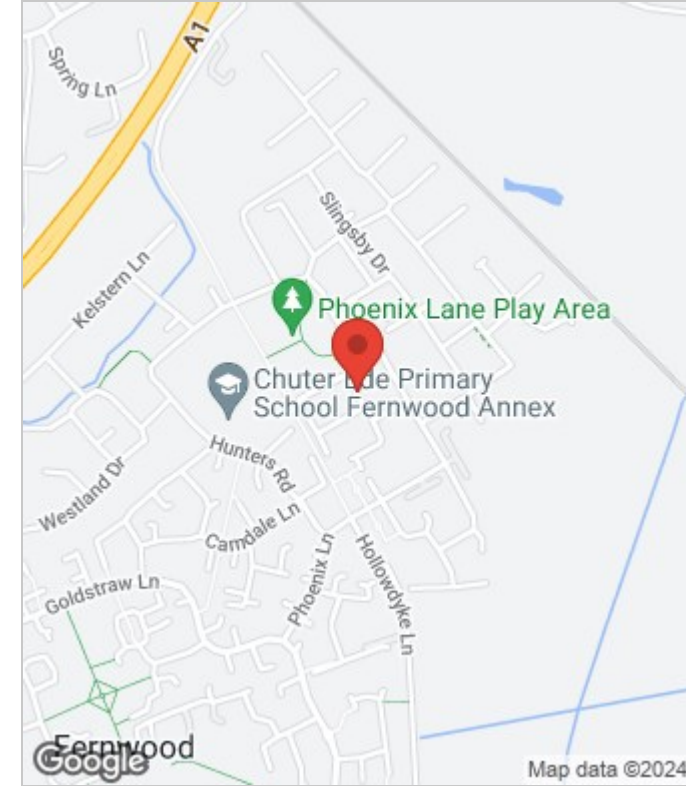 A1
Spring Ln
Slingsby Dr
Kelstern Ln
Phoenix Lane Play Area
Chuter Ede Primary
School Fernwood Annex
Hunters Rd
Westland Dr
Camdale Ln
Goldstraw Ln
Phoenix Ln
Hollowdyke Ln
Fernwood
Google
Map data ©2024